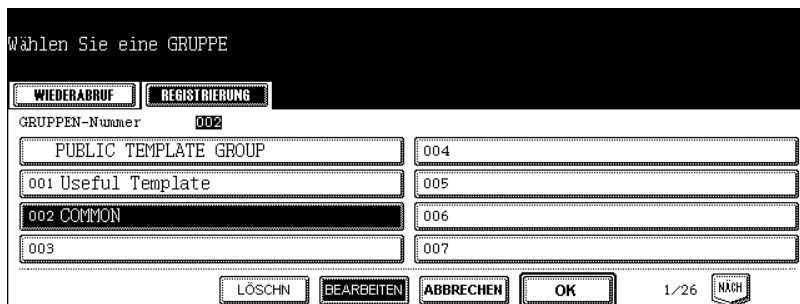 Wählen Sie eine GRUPPE
WIEDERABRUF REGISTRIERUNG
GRUPPEN-Nummer 002
PUBLIC TEMPLATE GROUP
001 Useful Template
002 COMMON
003
004
005
006
007
LÖSCHN BEARBEITEN ABBRECHEN OK 1/26 NÄCH